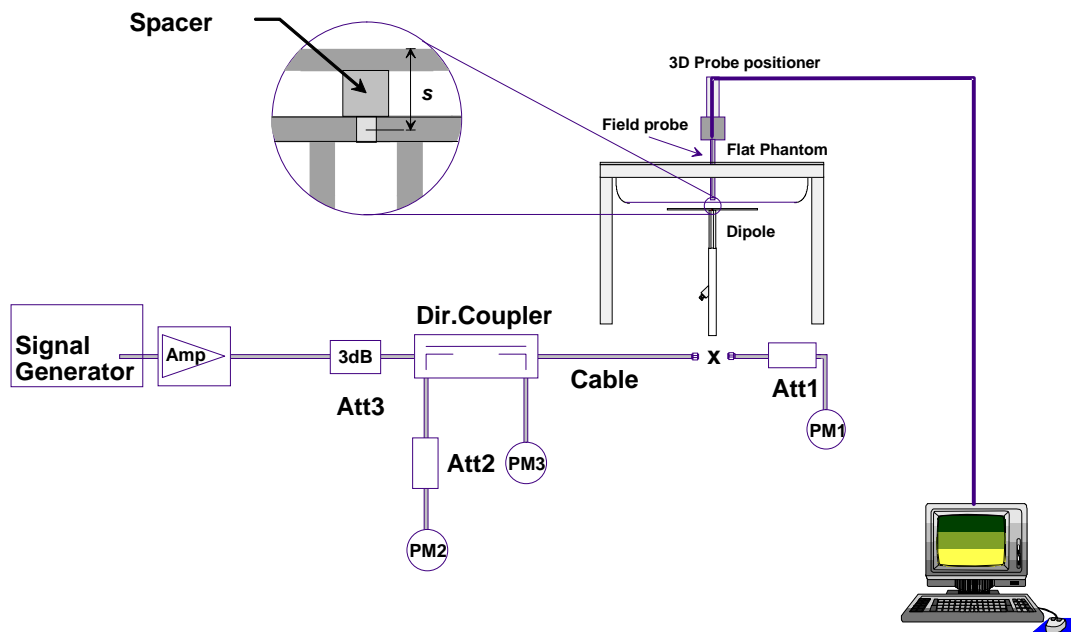 Spacer
s
3D Probe positioner
Field probe
Flat Phantom
Dipole
Signal
Generator
Amp
3dB
Att3
Dir.Coupler
Cable
x
Att1
PM1
Att2
PM3
PM2